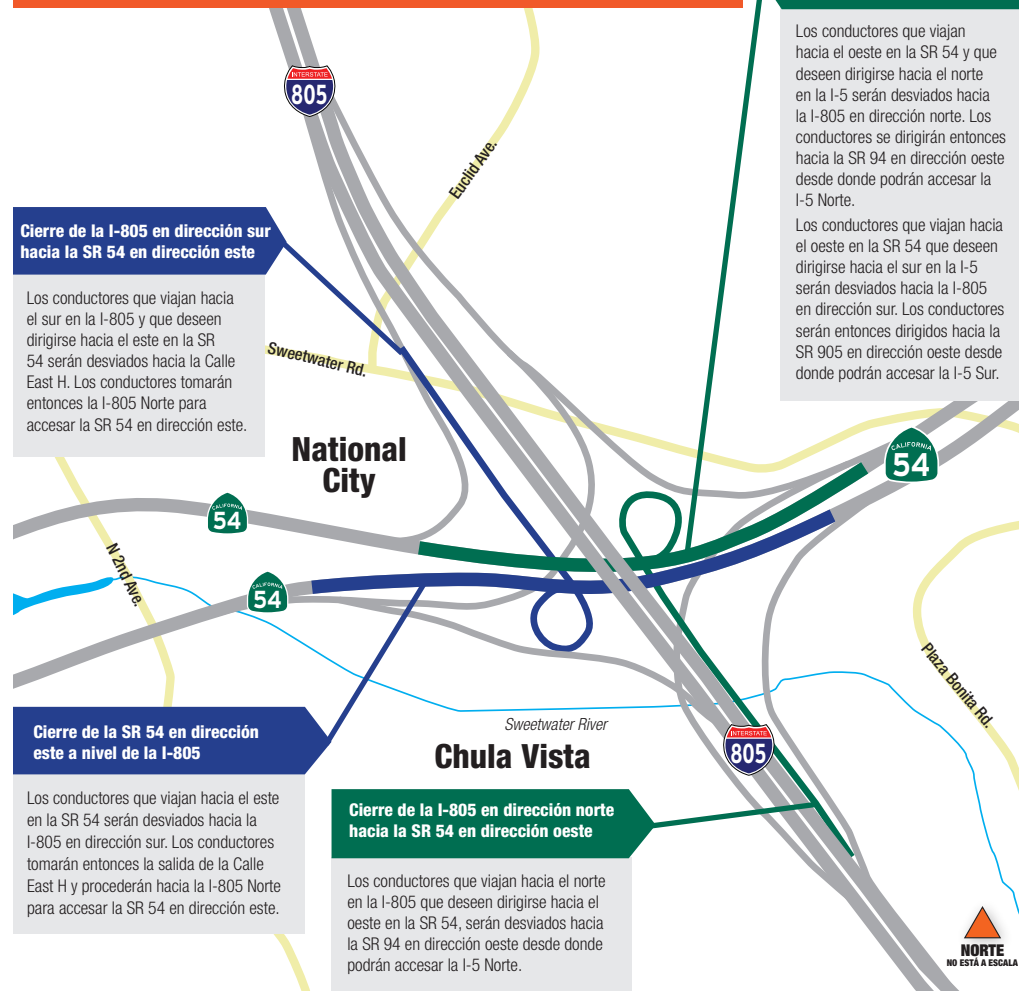 Los conductores que viajan
hacia el oeste en la SR 54 y que
deseen dirigirse hacia el norte
en la I-5 serán desviados hacia
la I-805 en dirección norte. Los
conductores se dirigirán entonces
hacia la SR 94 en dirección oeste
desde donde podrán accesar la
I-5 Norte.
Los conductores que viajan hacia
el oeste en la SR 54 que deseen
dirigirse hacia el sur en la I-5
serán desviados hacia la I-805
en dirección sur. Los conductores
serán entonces dirigidos hacia la
SR 905 en dirección oeste desde
donde podrán accesar la I-5 Sur.
INTERSTATE
805
Euclid Ave.
Cierre de la I-805 en dirección sur
hacia la SR 54 en dirección este
Los conductores que viajan hacia
el sur en la I-805 y que deseen
dirigirse hacia el este en la SR
54 serán desviados hacia la Calle
East H. Los conductores tomarán
entonces la I-805 Norte para
accesar la SR 54 en dirección este.
Sweetwater Rd.
National
City
CALIFORNIA
54
CALIFORNIA
54
N 2nd Ave.
CALIFORNIA
54
Plaza Bonita Rd.
Sweetwater River
Chula Vista
INTERSTATE
805
Cierre de la SR 54 en dirección
este a nivel de la I-805
Los conductores que viajan hacia el este
en la SR 54 serán desviados hacia la
I-805 en dirección sur. Los conductores
tomarán entonces la salida de la Calle
East H y procederán hacia la I-805 Norte
para accesar la SR 54 en dirección este.
Cierre de la I-805 en dirección norte
hacia la SR 54 en dirección oeste
Los conductores que viajan hacia el norte
en la I-805 que deseen dirigirse hacia el
oeste en la SR 54, serán desviados hacia
la SR 94 en dirección oeste desde donde
podrán accesar la I-5 Norte.
NORTE
NO ESTÁ A ESCALA